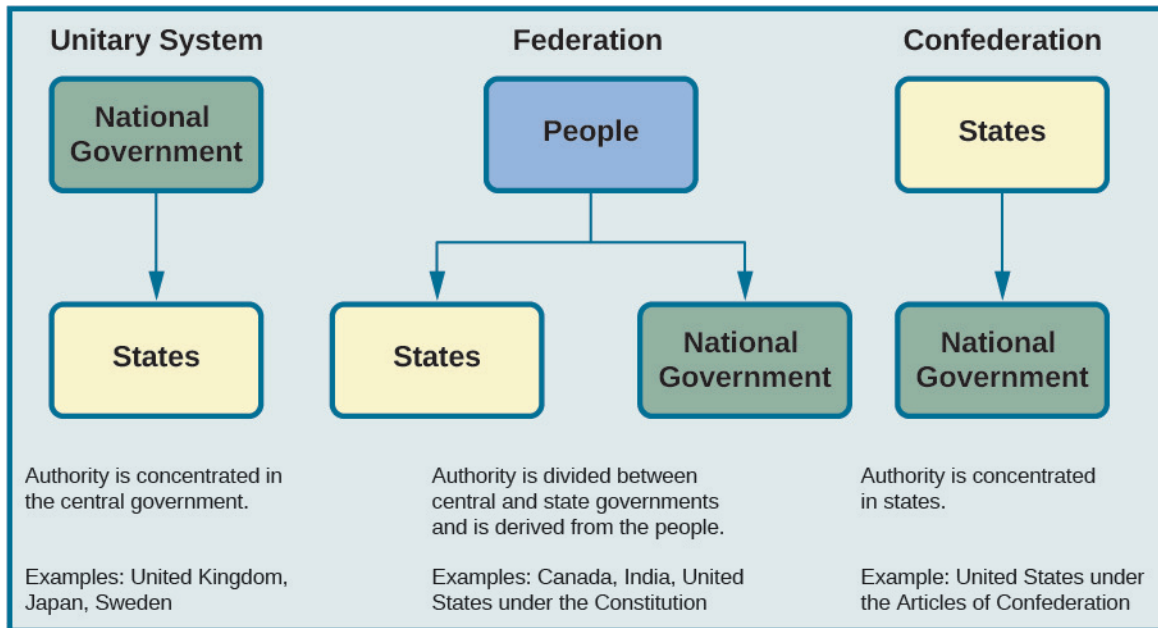 Unitary System
National
Government
States
Authority is concentrated in
the central government.
Examples: United Kingdom,
Japan, Sweden
Federation
People
States
National
Government
Authority is divided between
central and state governments
and is derived from the people.
Examples: Canada, India, United
States under the Constitution
Confederation
States
National
Government
Authority is concentrated
in states.
Example: United States under
the Articles of Confederation